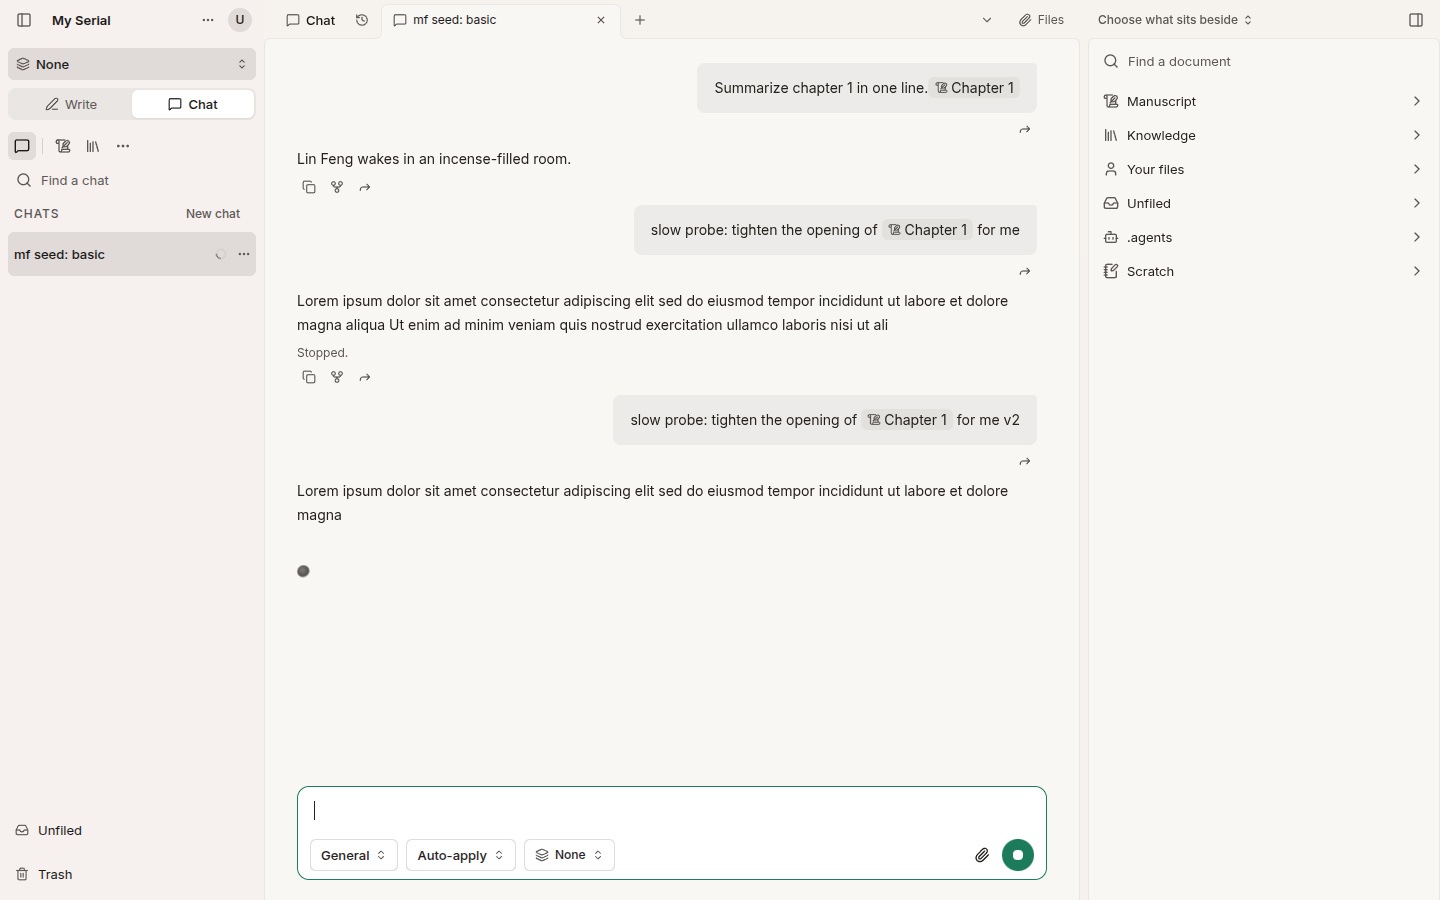 My Serial
U
None
Write
Chat
Find a chat
CHATS
New chat
mf seed: basic
Unfiled
Trash
Chat
mf seed: basic
Files
Summarize chapter 1 in one line. Chapter 1
Lin Feng wakes in an incense-filled room.
slow probe: tighten the opening of Chapter 1 for me
Lorem ipsum dolor sit amet consectetur adipiscing elit sed do eiusmod tempor incididunt ut labore et dolore
magna aliqua Ut enim ad minim veniam quis nostrud exercitation ullamco laboris nisi ut ali
Stopped.
slow probe: tighten the opening of Chapter 1 for me v2
Lorem ipsum dolor sit amet consectetur adipiscing elit sed do eiusmod tempor incididunt ut labore et dolore
magna
General
Auto-apply
None
Choose what sits beside
Find a document
Manuscript
Knowledge
Your files
Unfiled
.agents
Scratch